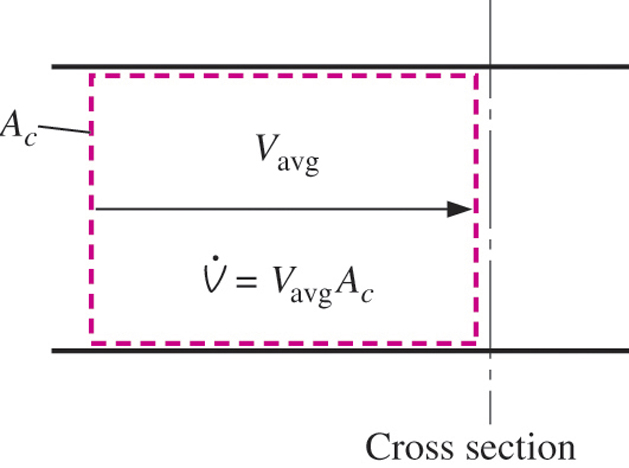 A_c
V_avg
V̇ = V_avg A_c
Cross section